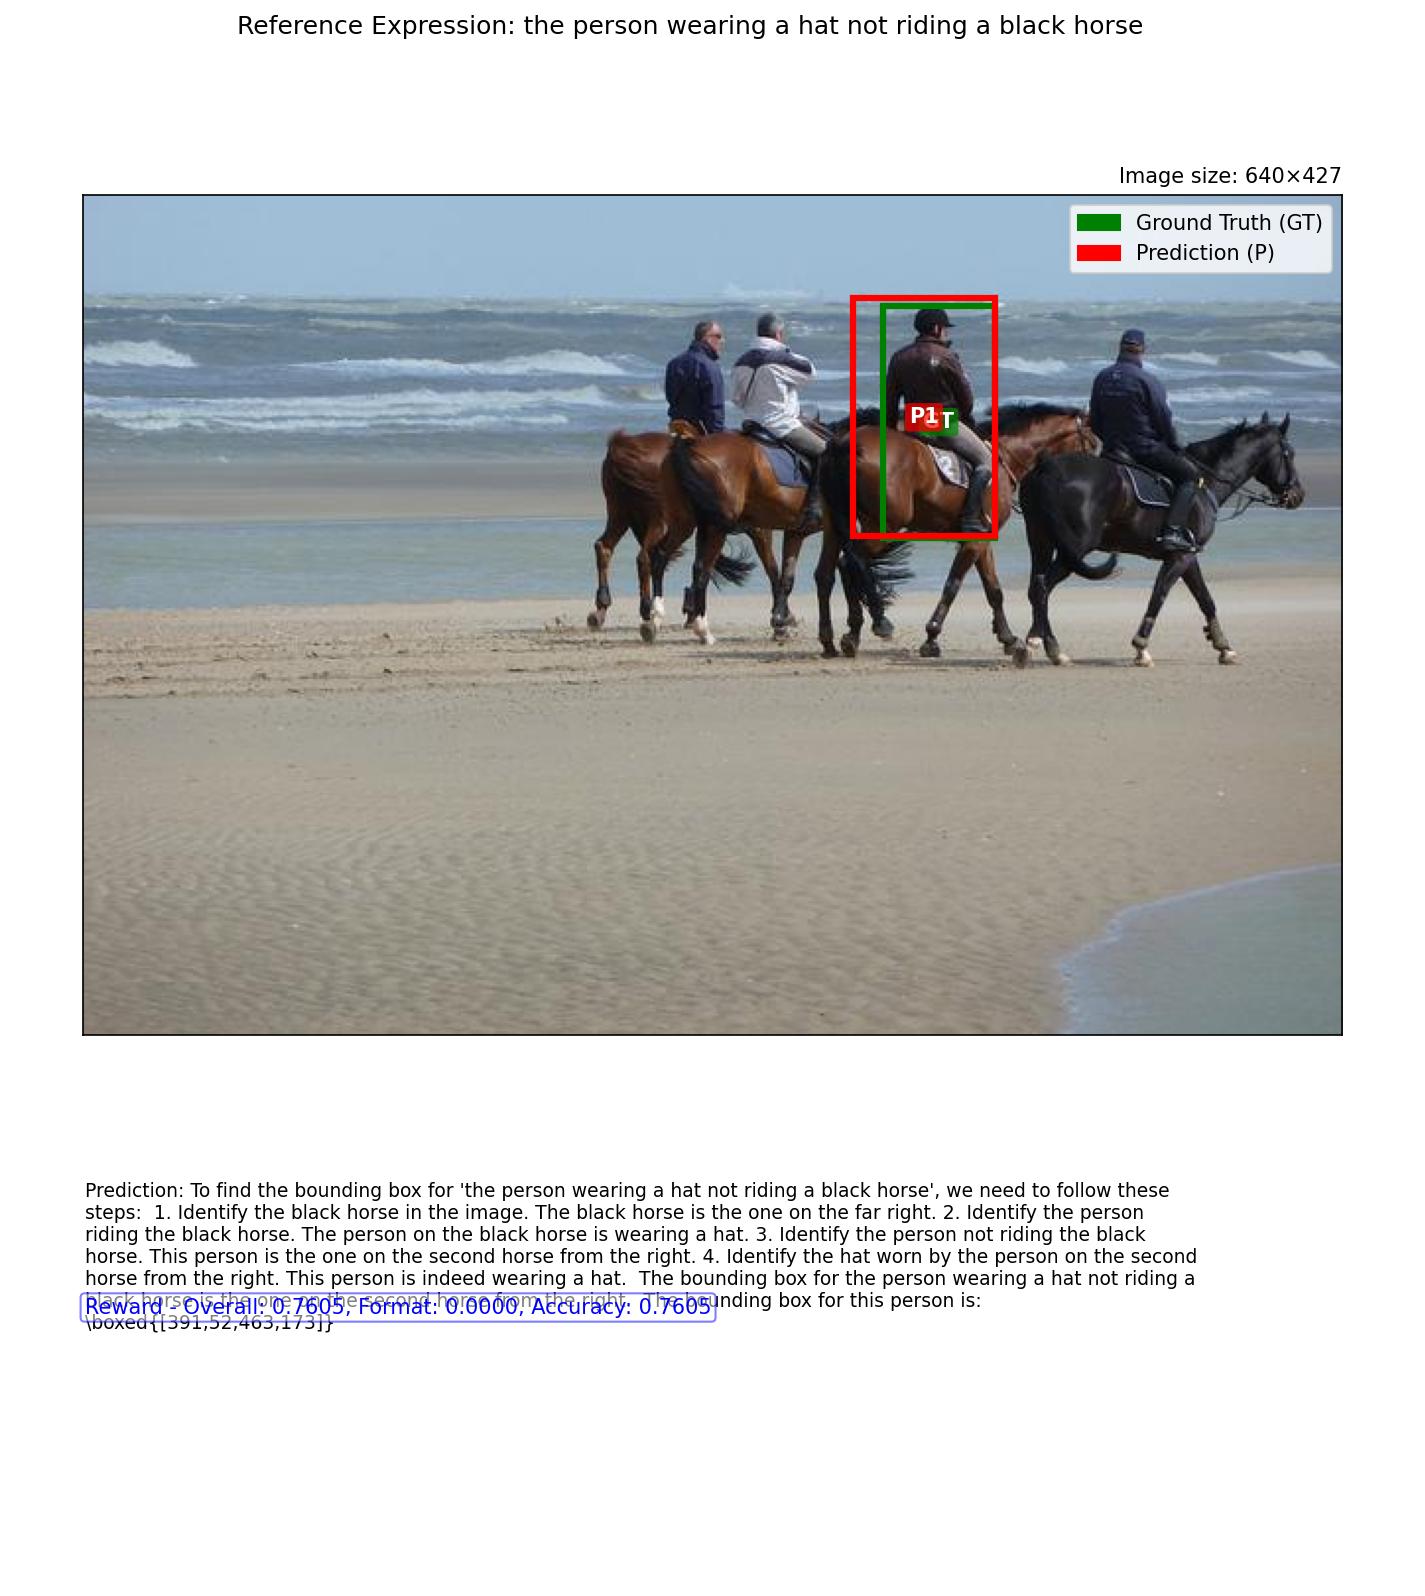 Reference Expression: the person wearing a hat not riding a black horse
Image size: 640×427
Ground Truth (GT)
Prediction (P)
P1
GT
Prediction: To find the bounding box for 'the person wearing a hat not riding a black horse', we need to follow these
steps:  1. Identify the black horse in the image. The black horse is the one on the far right. 2. Identify the person
riding the black horse. The person on the black horse is wearing a hat. 3. Identify the person not riding the black
horse. This person is the one on the second horse from the right. 4. Identify the hat worn by the person on the second
horse from the right. This person is indeed wearing a hat.  The bounding box for the person wearing a hat not riding a
black horse is the one on the second horse from the right.  The bounding box for this person is:
Reward - Overall: 0.7605, Format: 0.0000, Accuracy: 0.7605
\boxed{[391,52,463,173]}